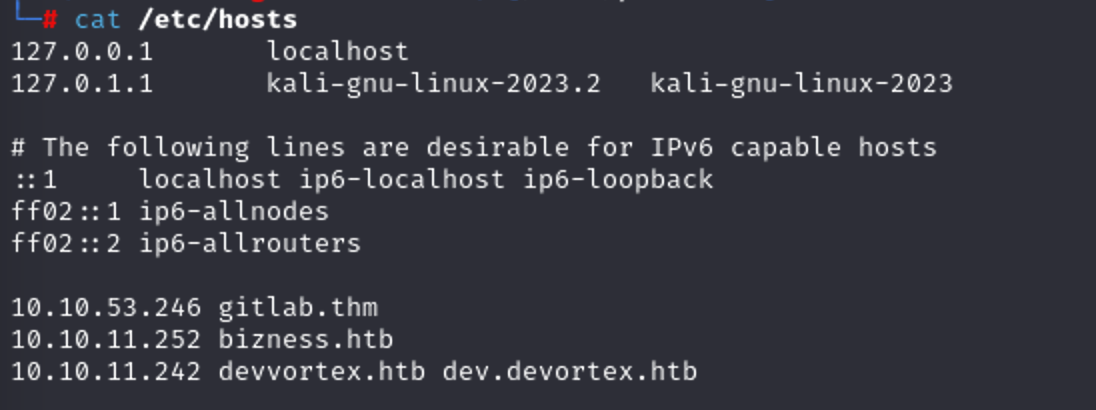 └─# cat /etc/hosts
127.0.0.1 localhost
127.0.1.1 kali-gnu-linux-2023.2 kali-gnu-linux-2023
# The following lines are desirable for IPv6 capable hosts
::1 localhost ip6-localhost ip6-loopback
ff02::1 ip6-allnodes
ff02::2 ip6-allrouters
10.10.53.246 gitlab.thm
10.10.11.252 bizness.htb
10.10.11.242 devvortex.htb dev.devortex.htb